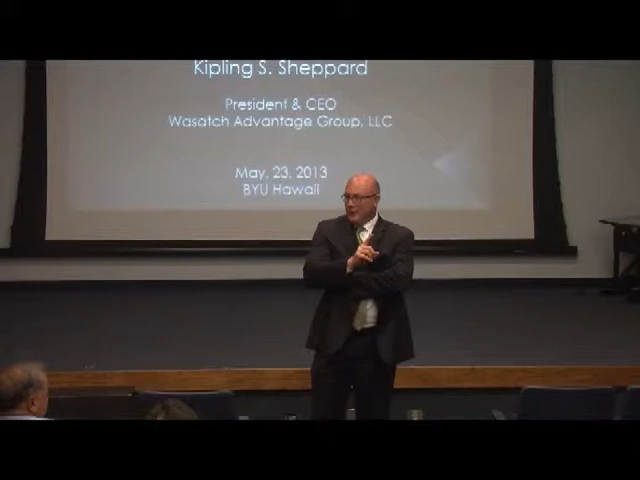 Kipling S. Sheppard
President & CEO
Wasatch Advantage Group, LLC
May, 23, 2013
BYU Hawaii